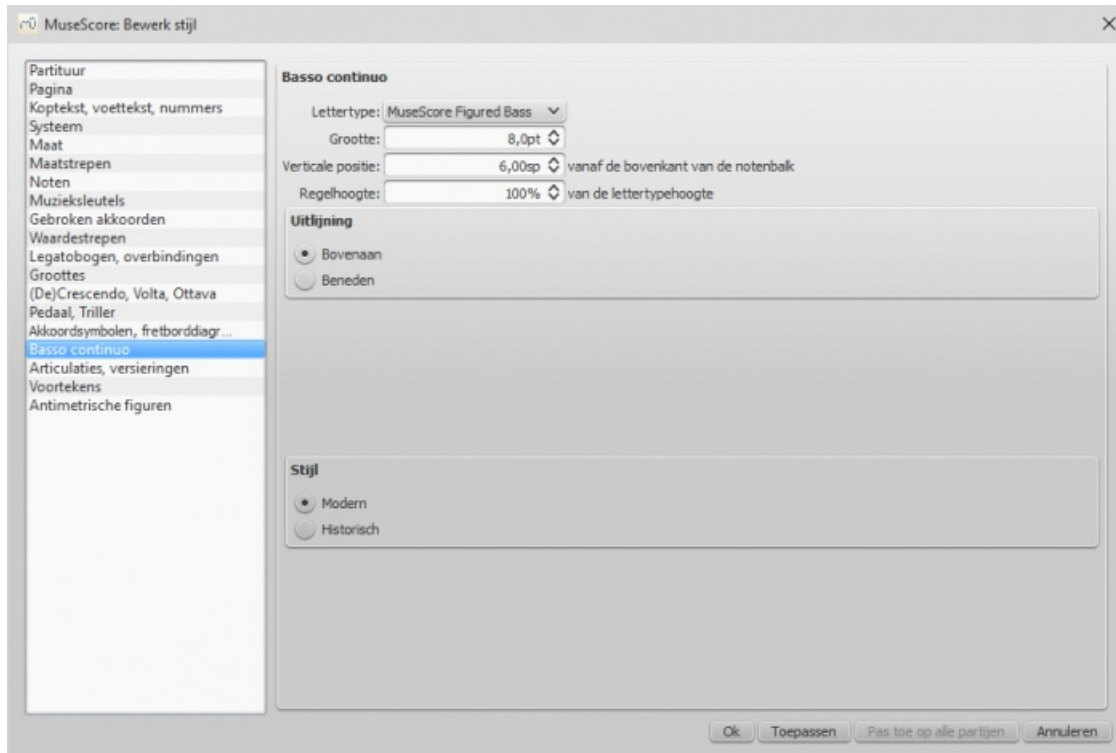 MuseScore: Bewerk stijl
Partituur
Pagina
Koptekst, voettekst, nummers
Systeem
Maat
Maatstrepen
Noten
Muzieksleutels
Gebroken akkoorden
Waardestrepen
Legatobogen, overbindingen
Groottes
(De)Crescendo, Volta, Ottava
Pedaal, Triller
Akkoordsymbolen, fretborddiagr...
Basso continuo
Articulaties, versieringen
Voortekens
Antimetrische figuren
Basso continuo
Lettertype: MuseScore Figured Bass
Grootte: 8,0pt
Verticale positie: 6,00sp vanaf de bovenkant van de notenbalk
Regelhoogte: 100% van de lettertypehoogte
Uitlijning
Bovenaan
Beneden
Stijl
Modern
Historisch
Ok Toepassen Pas toe op alle partijen Annuleren